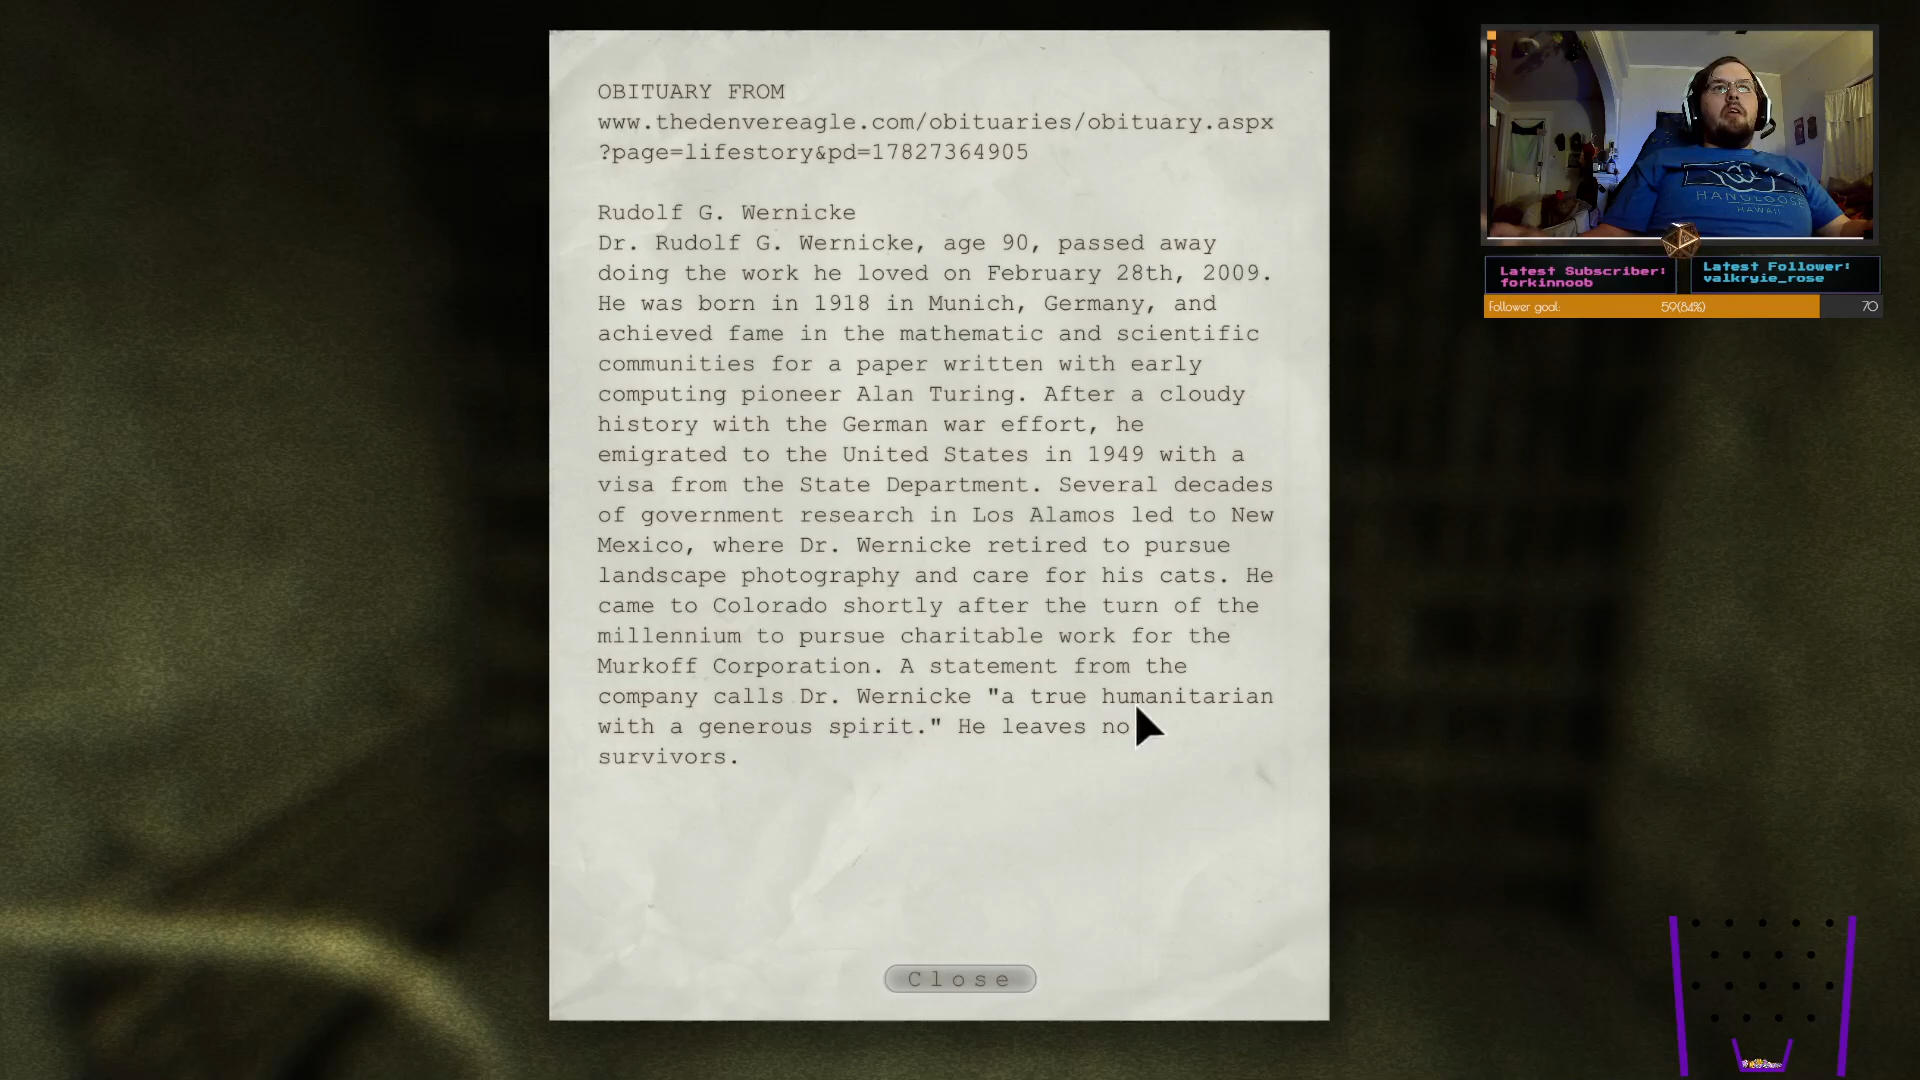 OBITUARY FROM
www.thedenvereagle.com/obituaries/obituary.aspx
?page=lifestory&pd=17827364905
Rudolf G. Wernicke
Dr. Rudolf G. Wernicke, age 90, passed away
doing the work he loved on February 28th, 2009.
He was born in 1918 in Munich, Germany, and
achieved fame in the mathematic and scientific
communities for a paper written with early
computing pioneer Alan Turing. After a cloudy
history with the German war effort, he
emigrated to the United States in 1949 with a
visa from the State Department. Several decades
of government research in Los Alamos led to New
Mexico, where Dr. Wernicke retired to pursue
landscape photography and care for his cats. He
came to Colorado shortly after the turn of the
millennium to pursue charitable work for the
Murkoff Corporation. A statement from the
company calls Dr. Wernicke "a true humanitarian
with a generous spirit." He leaves no
survivors.
Close
HANGLOOSE
HAWAII
Latest Subscriber:
forkinnoob
Latest Follower:
valkryie_rose
Follower goal: 59(84%) 70